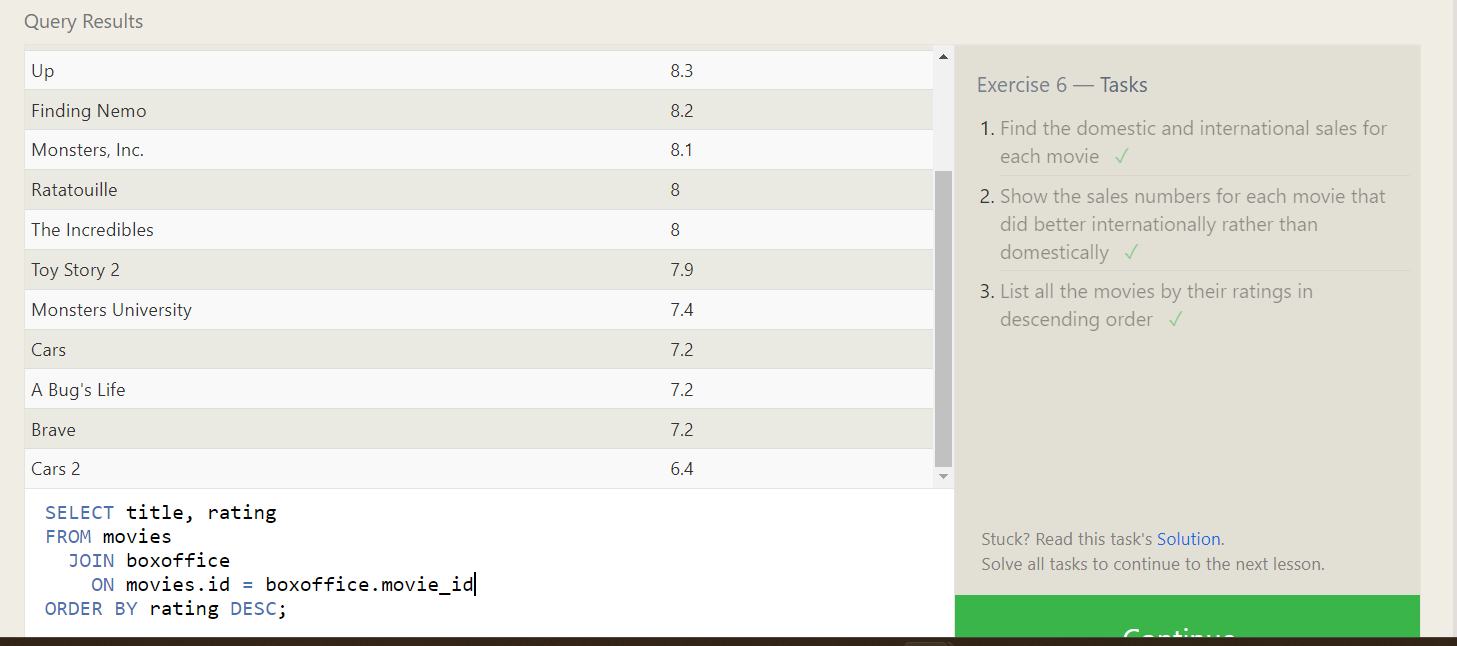 Query Results
Up 8.3
Finding Nemo 8.2
Monsters, Inc. 8.1
Ratatouille 8
The Incredibles 8
Toy Story 2 7.9
Monsters University 7.4
Cars 7.2
A Bug's Life 7.2
Brave 7.2
Cars 2 6.4
SELECT title, rating
FROM movies
  JOIN boxoffice
    ON movies.id = boxoffice.movie_id
ORDER BY rating DESC;
Exercise 6 — Tasks
1. Find the domestic and international sales for
each movie ✓
2. Show the sales numbers for each movie that
did better internationally rather than
domestically ✓
3. List all the movies by their ratings in
descending order ✓
Stuck? Read this task's Solution.
Solve all tasks to continue to the next lesson.
Continue